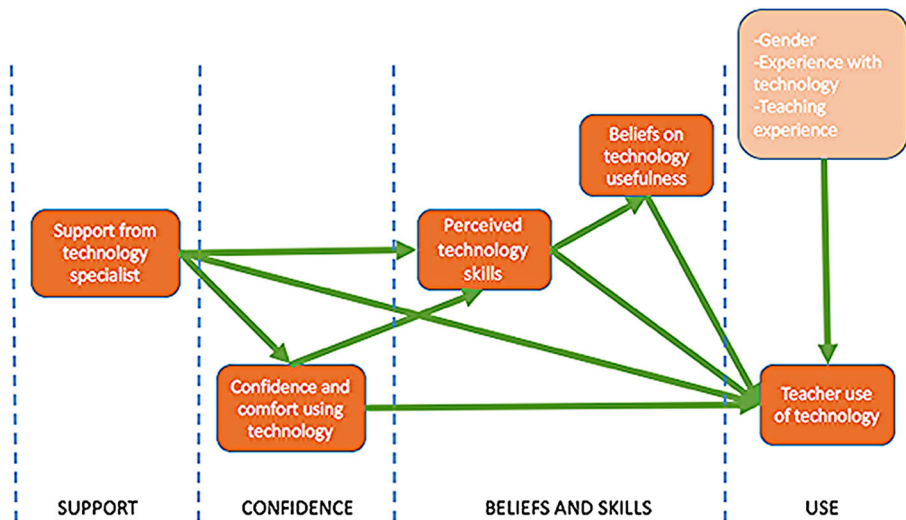 -Gender
-Experience with
technology
-Teaching
experience
Beliefs on
technology
usefulness
Support from
technology
specialist
Perceived
technology
skills
Confidence and
comfort using
technology
Teacher use
of technology
SUPPORT
CONFIDENCE
BELIEFS AND SKILLS
USE